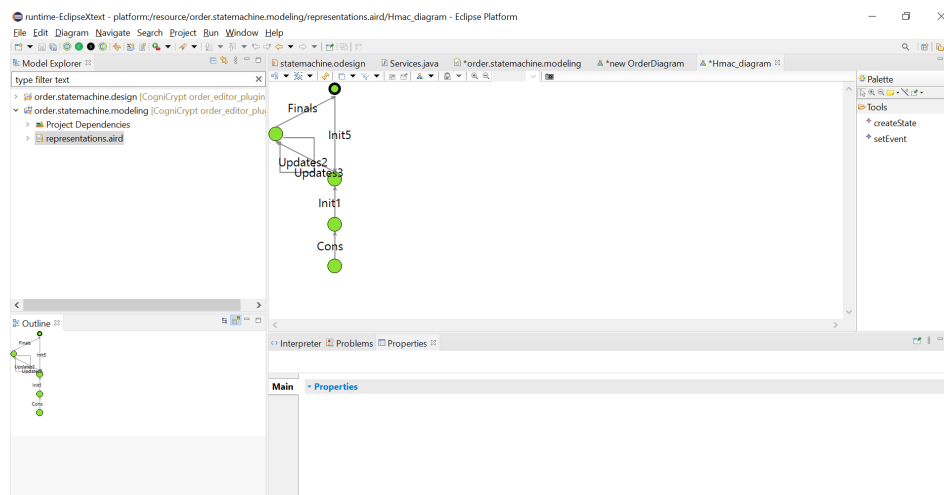 runtime-EclipseXtext - platform:/resource/order.statemachine.modeling/representations.aird/Hmac_diagram - Eclipse Platform
File Edit Diagram Navigate Search Project Run Window Help
Model Explorer
statemachine.odesign Services.java *order.statemachine.modeling *new OrderDiagram *Hmac_diagram
type filter text
order.statemachine.design [CogniCrypt order_editor_plugin
order.statemachine.modeling [CogniCrypt order_editor_plu
Project Dependencies
representations.aird
Finals
Init5
Updates2
Updates3
Init1
Cons
Palette
Tools
createState
setEvent
Outline
Finals
Init5
Updates2
Updates3
Init1
Cons
Interpreter Problems Properties
Main Properties